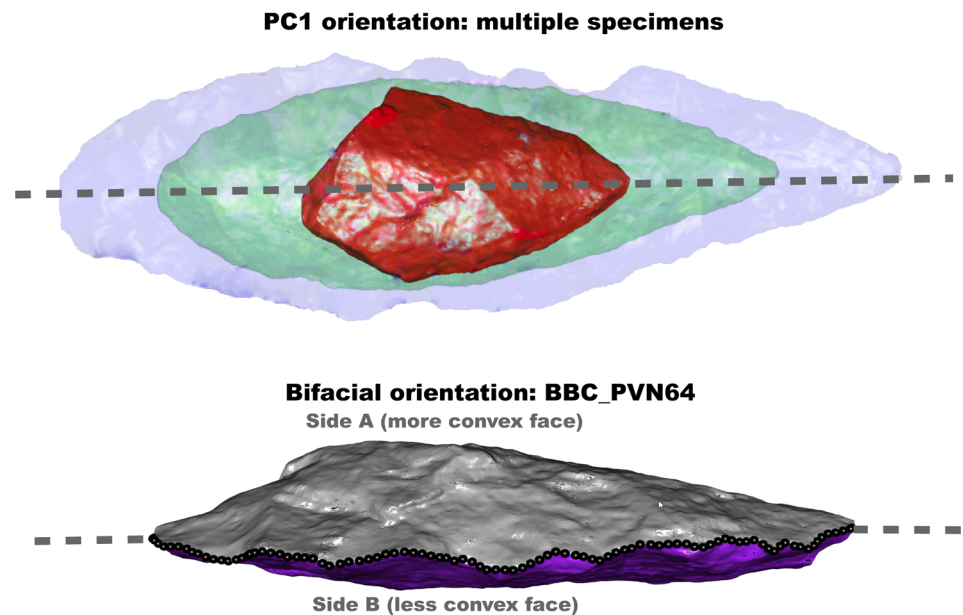 PC1 orientation: multiple specimens
Bifacial orientation: BBC_PVN64
Side A (more convex face)
Side B (less convex face)